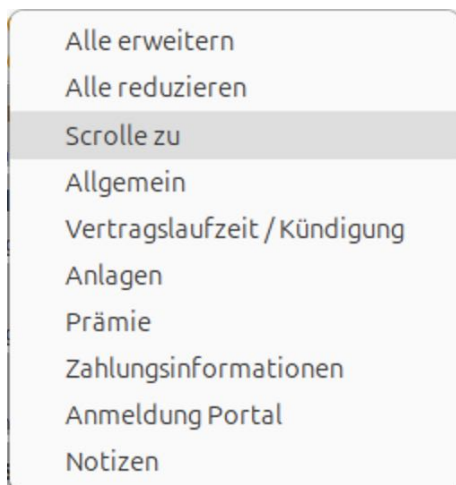 Alle erweitern
Alle reduzieren
Scrolle zu
Allgemein
Vertragslaufzeit / Kündigung
Anlagen
Prämie
Zahlungsinformationen
Anmeldung Portal
Notizen